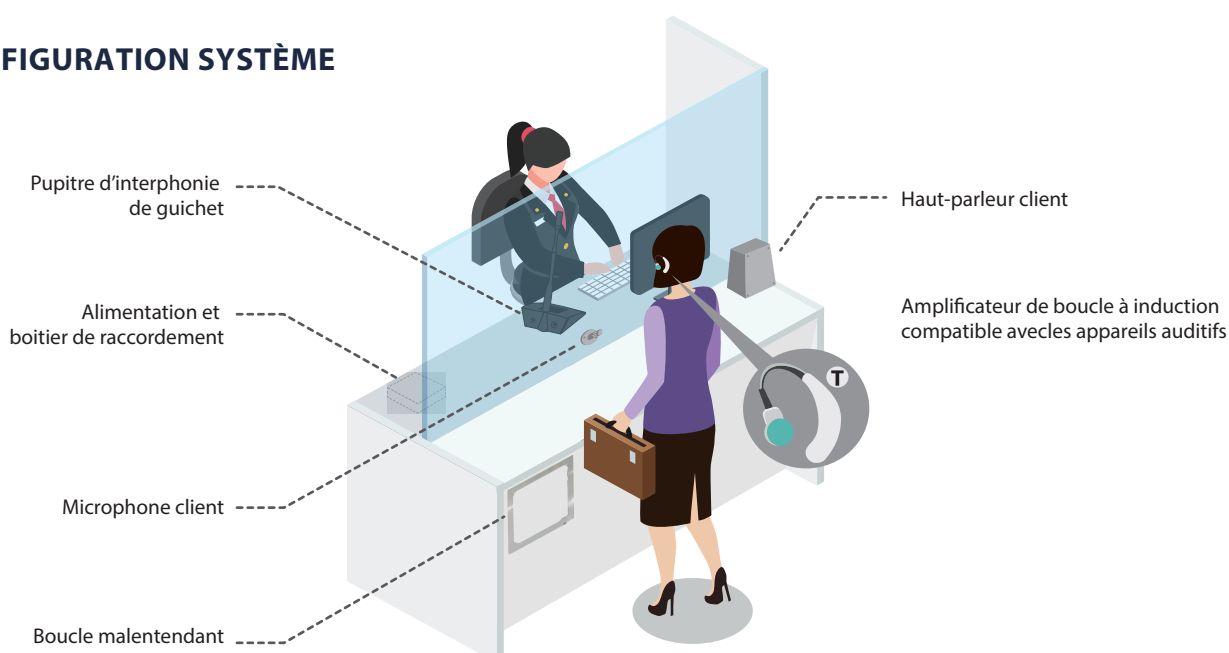 FIGURATION SYSTÈME
Pupitre d’interphonie
de guichet
Haut-parleur client
Alimentation et
boitier de raccordement
Amplificateur de boucle à induction
compatible avecles appareils auditifs
T
Microphone client
Boucle malentendant